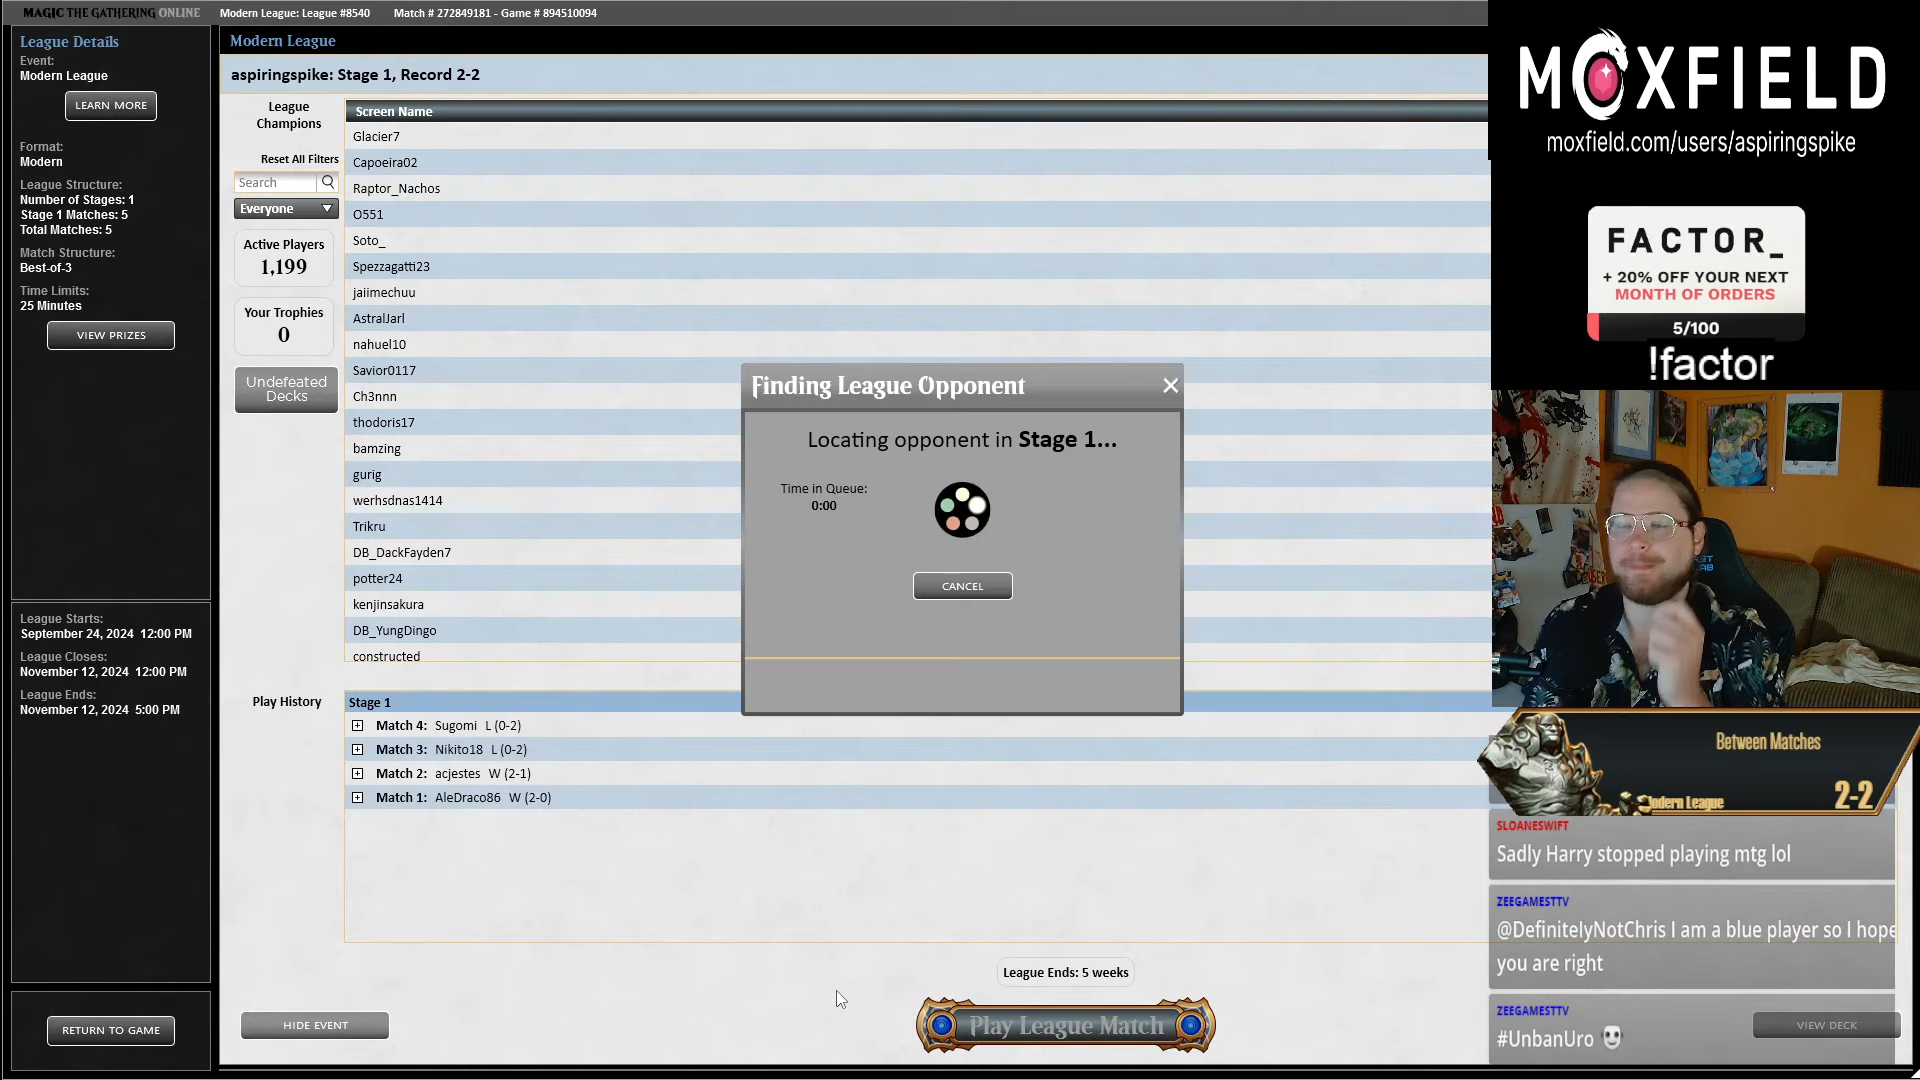 MAGIC THE GATHERING ONLINE
Modern League: League #8540
Match # 272849181 - Game # 894510094
League Details
Event:
Modern League
LEARN MORE
Format:
Modern
League Structure:
Number of Stages: 1
Stage 1 Matches: 5
Total Matches: 5
Match Structure:
Best-of-3
Time Limits:
25 Minutes
VIEW PRIZES
League Starts:
September 24, 2024 12:00 PM
League Closes:
November 12, 2024 12:00 PM
League Ends:
November 12, 2024 5:00 PM
RETURN TO GAME
Modern League
aspiringspike: Stage 1, Record 2-2
League
Champions
Reset All Filters
Search
Everyone
Active Players
1,199
Your Trophies
0
Undefeated
Decks
Screen Name
Glacier7
Capoeira02
Raptor_Nachos
O551
Soto_
Spezzagatti23
jaiimechuu
AstralJarl
nahuel10
Savior0117
Ch3nnn
thodoris17
bamzing
gurig
werhsdnas1414
Trikru
DB_DackFayden7
potter24
kenjinsakura
DB_YungDingo
constructed
Finding League Opponent
Locating opponent in Stage 1...
Time in Queue:
0:00
CANCEL
Play History
Stage 1
Match 4: Sugomi L (0-2)
Match 3: Nikito18 L (0-2)
Match 2: acjestes W (2-1)
Match 1: AleDraco86 W (2-0)
League Ends: 5 weeks
HIDE EVENT
Play League Match
VIEW DECK
MOXFIELD
moxfield.com/users/aspiringspike
FACTOR_
+ 20% OFF YOUR NEXT
MONTH OF ORDERS
5/100
!factor
Between Matches
Modern League
2-2
SLOANESWIFT
Sadly Harry stopped playing mtg lol
ZEEGAMESTTV
@DefinitelyNotChris I am a blue player so I hope
you are right
ZEEGAMESTTV
#UnbanUro